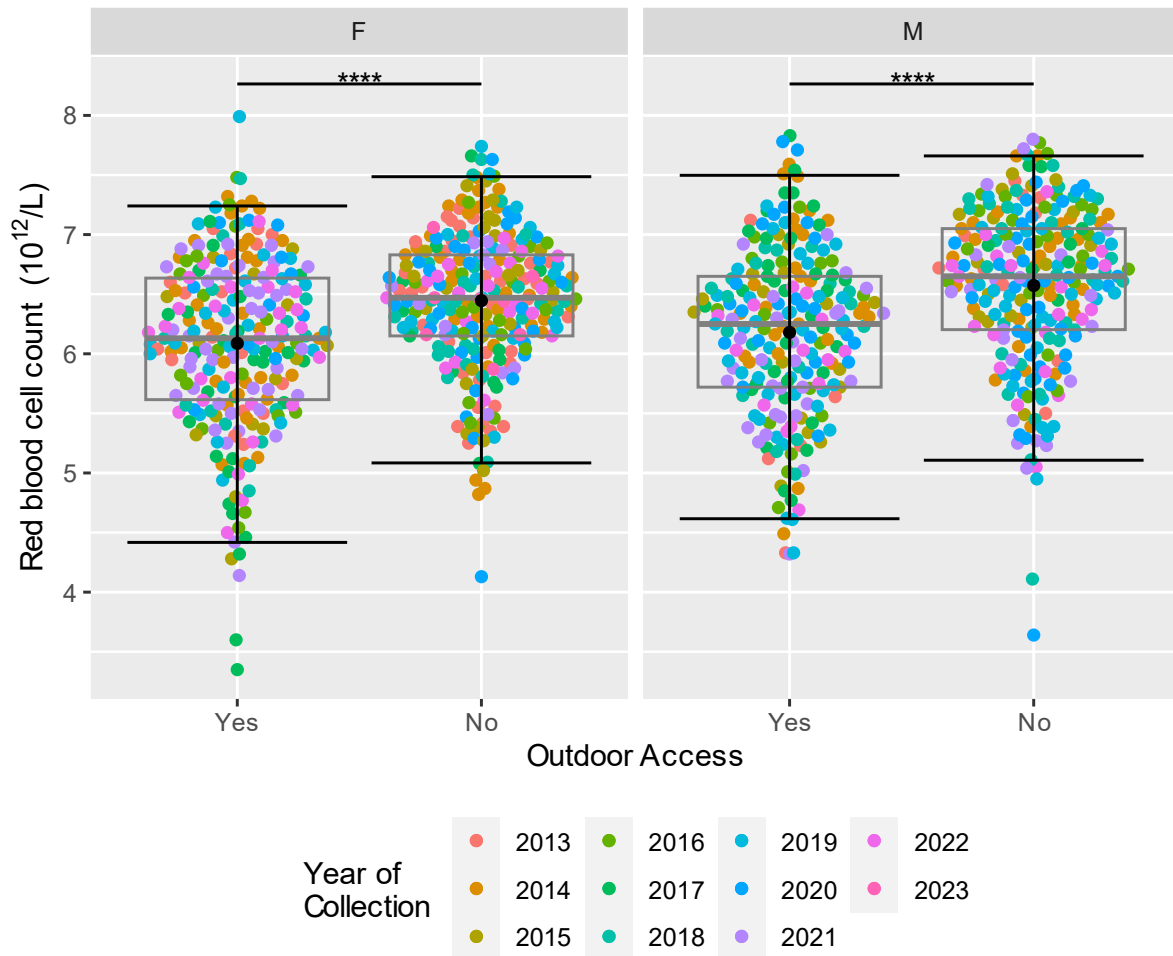 F
M
****
****
8
7
6
5
4
Red blood cell count (10¹²/L)
Yes
No
Yes
No
Outdoor Access
Year of
Collection
2013
2016
2019
2022
2014
2017
2020
2023
2015
2018
2021